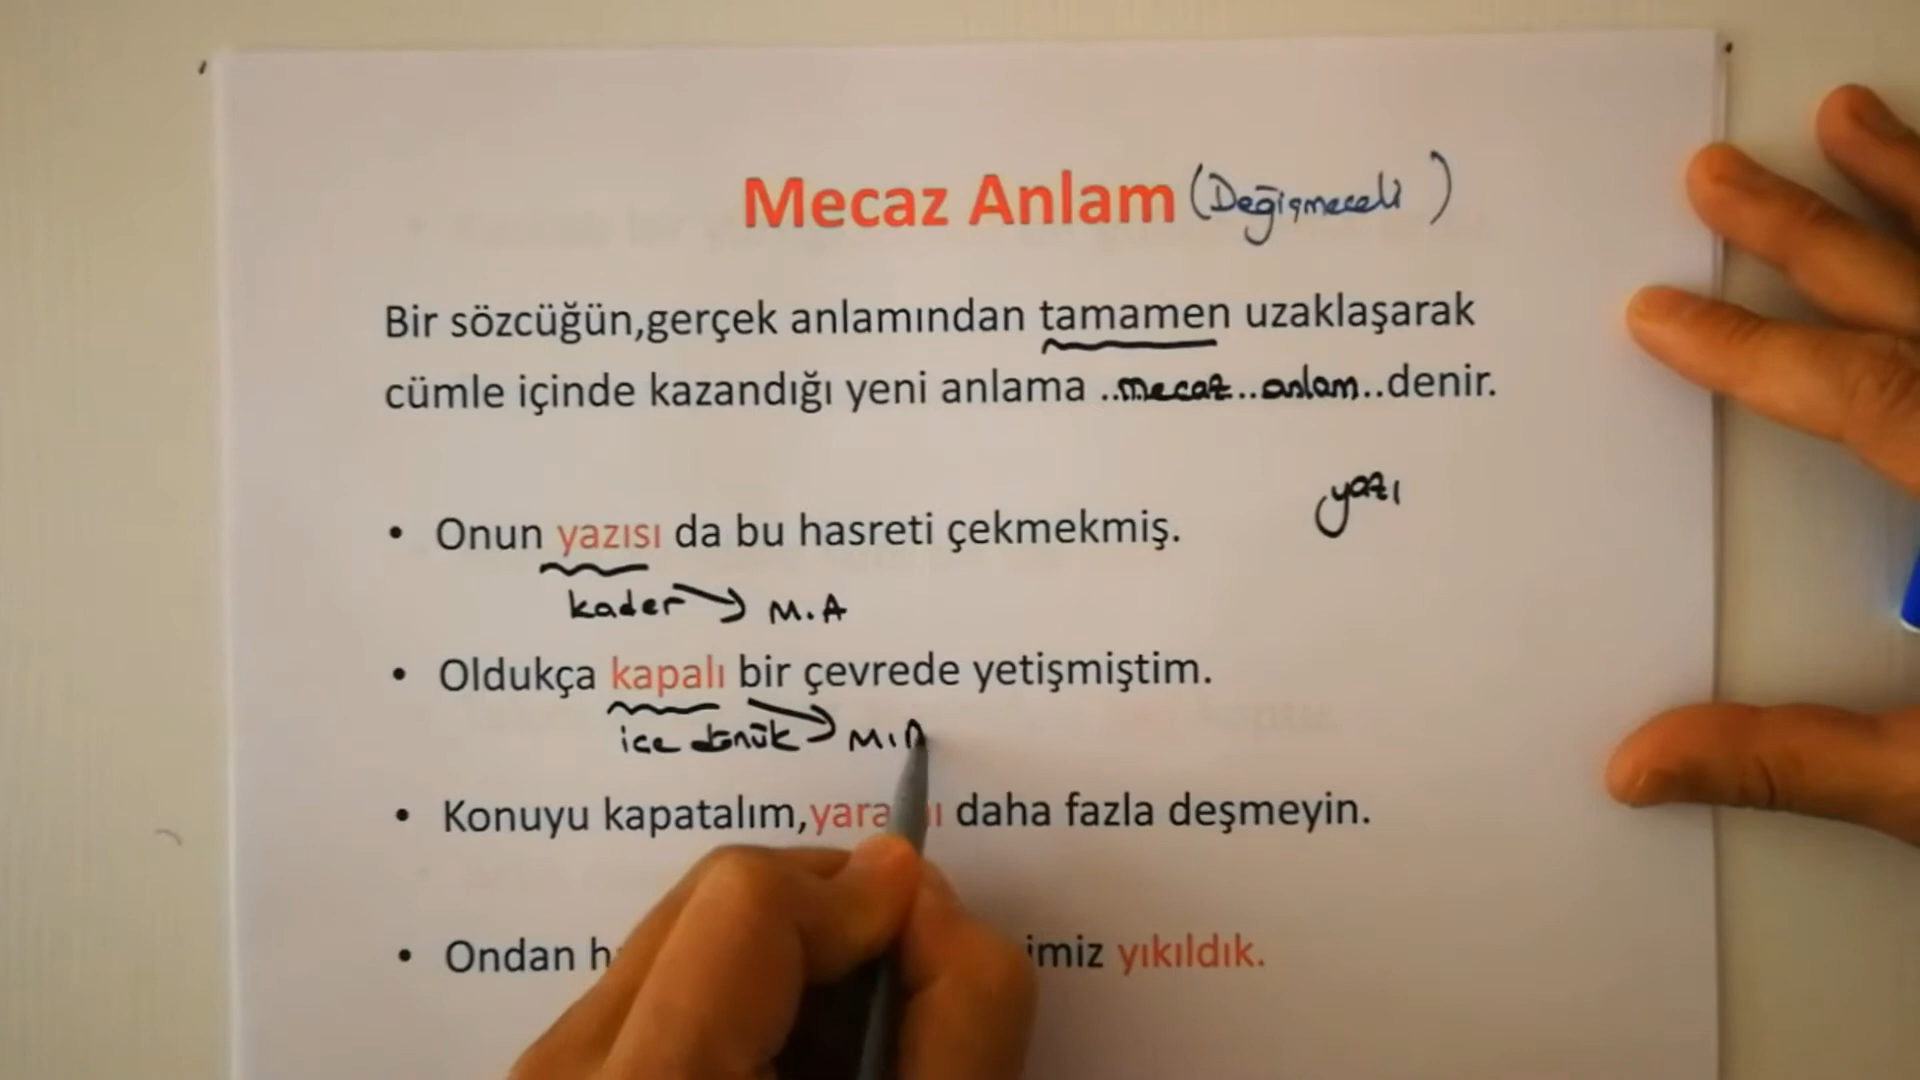 Mecaz Anlam (Değişmeceli)
Bir sözcüğün,gerçek anlamından tamamen uzaklaşarak
cümle içinde kazandığı yeni anlama ..mecaz..anlam..denir.
yazı
• Onun yazısı da bu hasreti çekmekmiş.
kader → M.A
• Oldukça kapalı bir çevrede yetişmiştim.
içe dönük → M.A
• Konuyu kapatalım, daha fazla deşmeyin.
• Ondan yıkıldık.